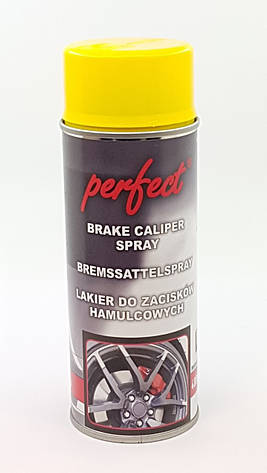 perfect
BRAKE CALIPER
SPRAY
BREMSSATTELSPRAY
LAKIER DO ZACISKÓW
HAMULCOWYCH